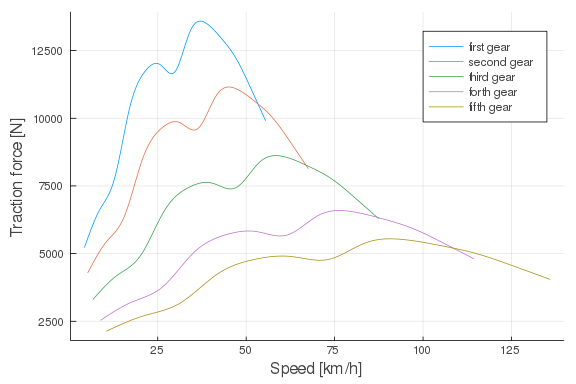 Traction force [N]
12500
10000
7500
5000
2500
25
50
75
100
125
Speed [km/h]
first gear
second gear
third gear
forth gear
fifth gear